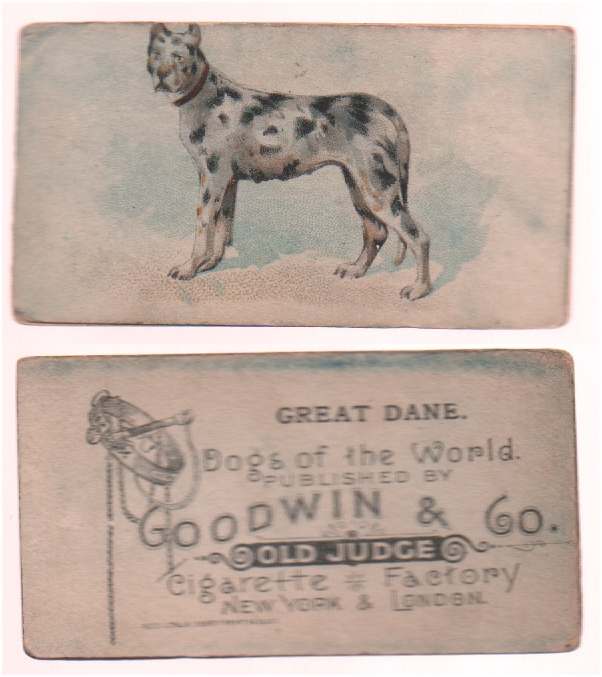 GREAT DANE.
Dogs of the World.
PUBLISHED BY
GOODWIN & Co.
OLD JUDGE
Cigarette Factory
NEW YORK & LONDON.